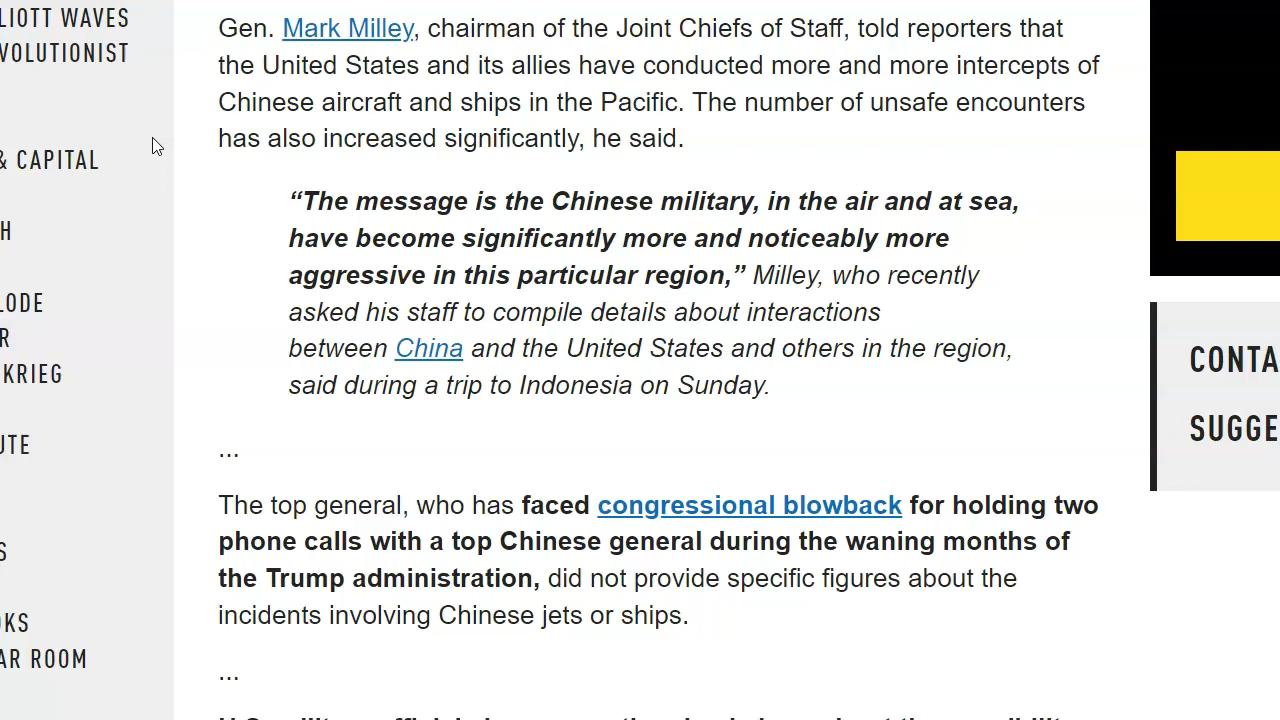 LIOTT WAVES
VOLUTIONIST
& CAPITAL
H
LODE
R
KRIEG
UTE
S
OKS
AR ROOM
Gen. Mark Milley, chairman of the Joint Chiefs of Staff, told reporters that
the United States and its allies have conducted more and more intercepts of
Chinese aircraft and ships in the Pacific. The number of unsafe encounters
has also increased significantly, he said.
“The message is the Chinese military, in the air and at sea,
have become significantly more and noticeably more
aggressive in this particular region,” Milley, who recently
asked his staff to compile details about interactions
between China and the United States and others in the region,
said during a trip to Indonesia on Sunday.
...
The top general, who has faced congressional blowback for holding two
phone calls with a top Chinese general during the waning months of
the Trump administration, did not provide specific figures about the
incidents involving Chinese jets or ships.
...
CONTA
SUGGE